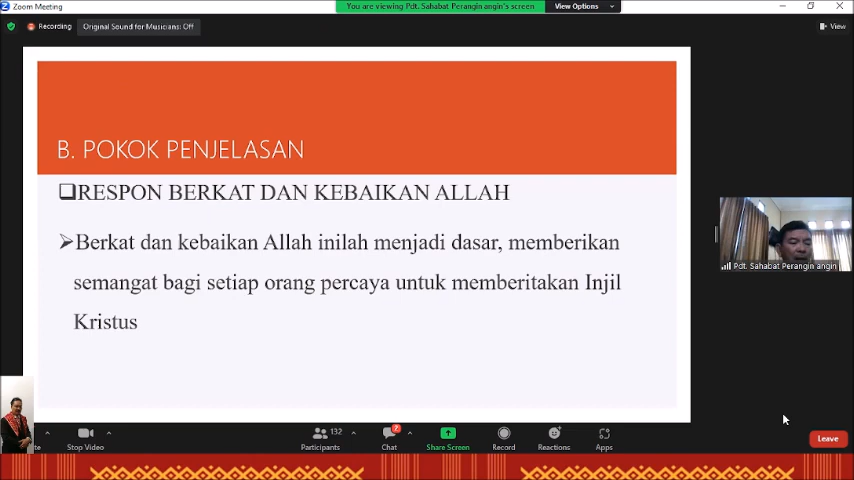 Zoom Meeting
You are viewing Pdt. Sahabat Perangin angin's screen
View Options
Recording
Original Sound for Musicians: Off
View
B. POKOK PENJELASAN
RESPON BERKAT DAN KEBAIKAN ALLAH
Berkat dan kebaikan Allah inilah menjadi dasar, memberikan
semangat bagi setiap orang percaya untuk memberitakan Injil
Kristus
Pdt. Sahabat Perangin angin
te
Stop Video
Participants
132
Chat
7
Share Screen
Record
Reactions
Apps
Leave